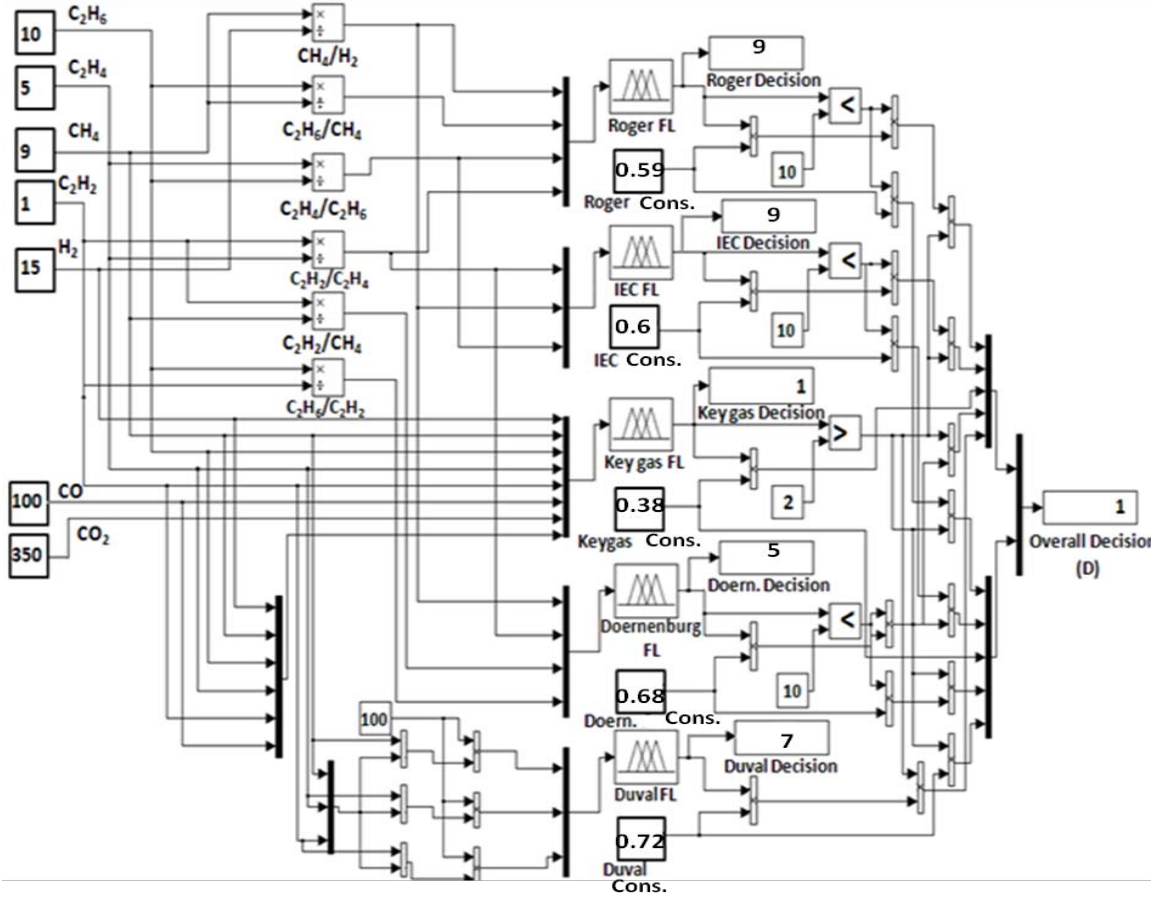 C₂H₆
10
C₂H₄
5
CH₄
9
C₂H₂
1
H₂
15
CO
100
CO₂
350
×
÷
CH₄/H₂
×
÷
C₂H₆/CH₄
×
÷
C₂H₄/C₂H₆
×
÷
C₂H₂/C₂H₄
×
÷
C₂H₂/CH₄
×
÷
C₂H₆/C₂H₂
100
Roger FL
9
Roger Decision
<
0.59
Roger Cons.
10
IEC FL
9
IEC Decision
<
0.6
IEC Cons.
10
Key gas FL
1
Key gas Decision
>
0.38
Keygas Cons.
2
Doernenburg
FL
5
Doern. Decision
<
0.68
Doern. Cons.
10
Duval FL
7
Duval Decision
0.72
Duval
Cons.
1
Overall Decision
(D)